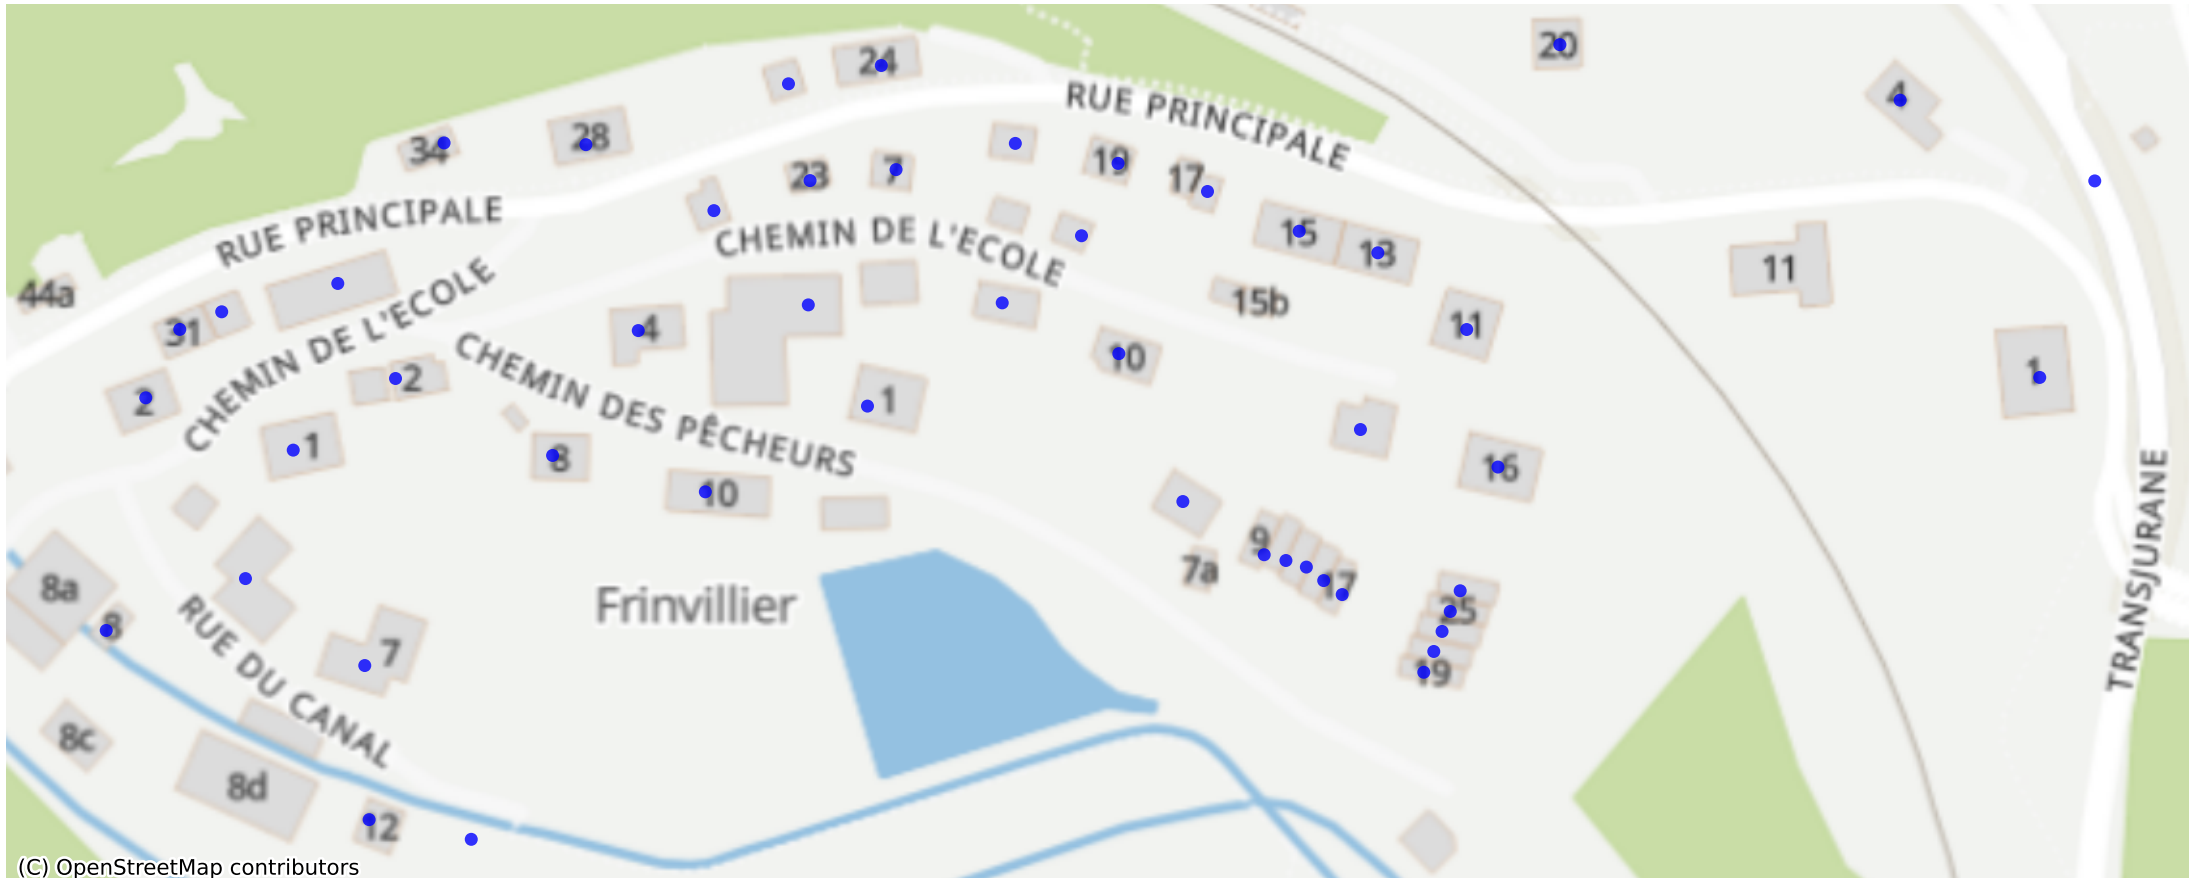 24
20
4
RUE PRINCIPALE
34
28
23
7
19
17
RUE PRINCIPALE
CHEMIN DE L'ECOLE
15
13
11
44a
31
CHEMIN DE L'ECOLE
4
15b
11
10
1
2
2
CHEMIN DES PÊCHEURS
1
1
8
10
16
9
7a
17
8a
Frinvillier
25
8
RUE DU CANAL
7
19
TRANSJURANE
8c
8d
12
(C) OpenStreetMap contributors